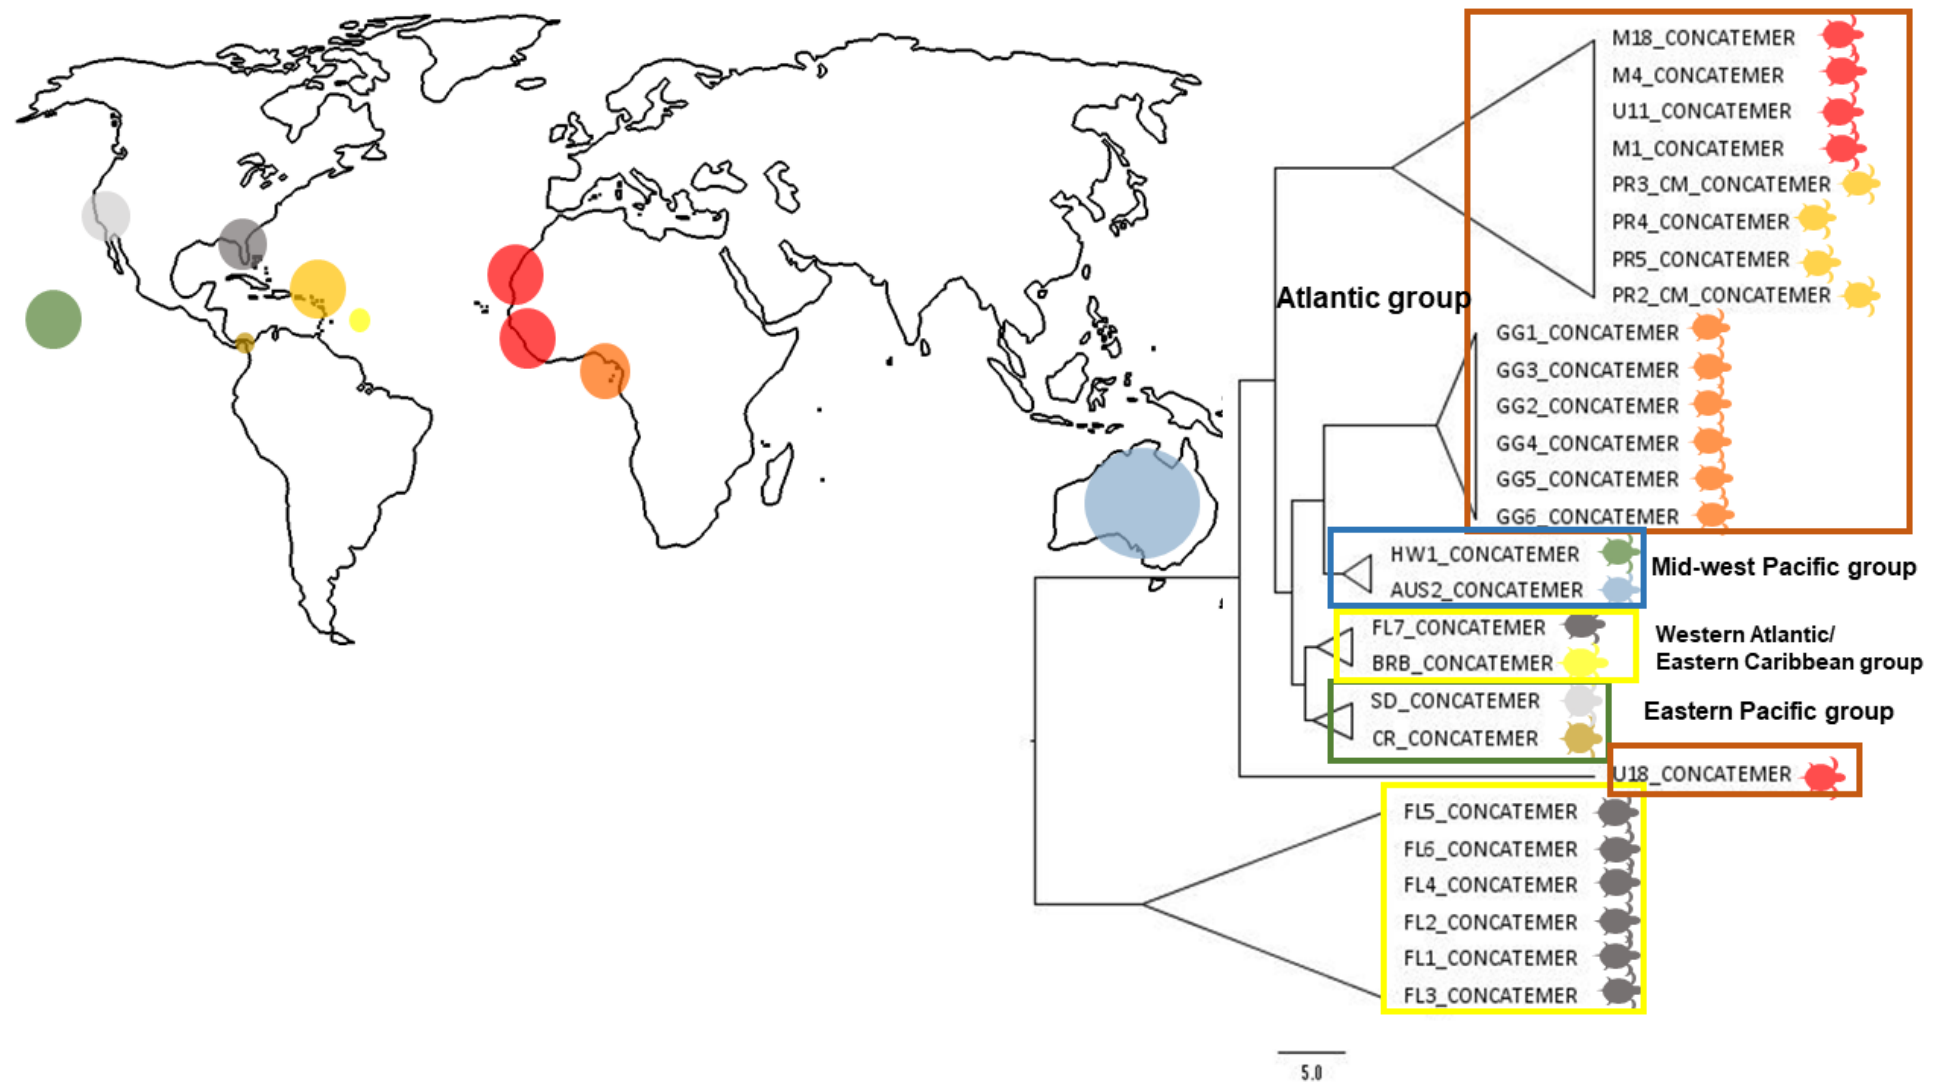 M18_CONCATEMER
M4_CONCATEMER
U11_CONCATEMER
M1_CONCATEMER
PR3_CM_CONCATEMER
PR4_CONCATEMER
PR5_CONCATEMER
PR2_CM_CONCATEMER
Atlantic group
GG1_CONCATEMER
GG3_CONCATEMER
GG2_CONCATEMER
GG4_CONCATEMER
GG5_CONCATEMER
GG6_CONCATEMER
HW1_CONCATEMER
Mid-west Pacific group
AUS2_CONCATEMER
FL7_CONCATEMER
Western Atlantic/
BRB_CONCATEMER
Eastern Caribbean group
SD_CONCATEMER
Eastern Pacific group
CR_CONCATEMER
U18_CONCATEMER
FL5_CONCATEMER
FL6_CONCATEMER
FL4_CONCATEMER
FL2_CONCATEMER
FL1_CONCATEMER
FL3_CONCATEMER
5.0